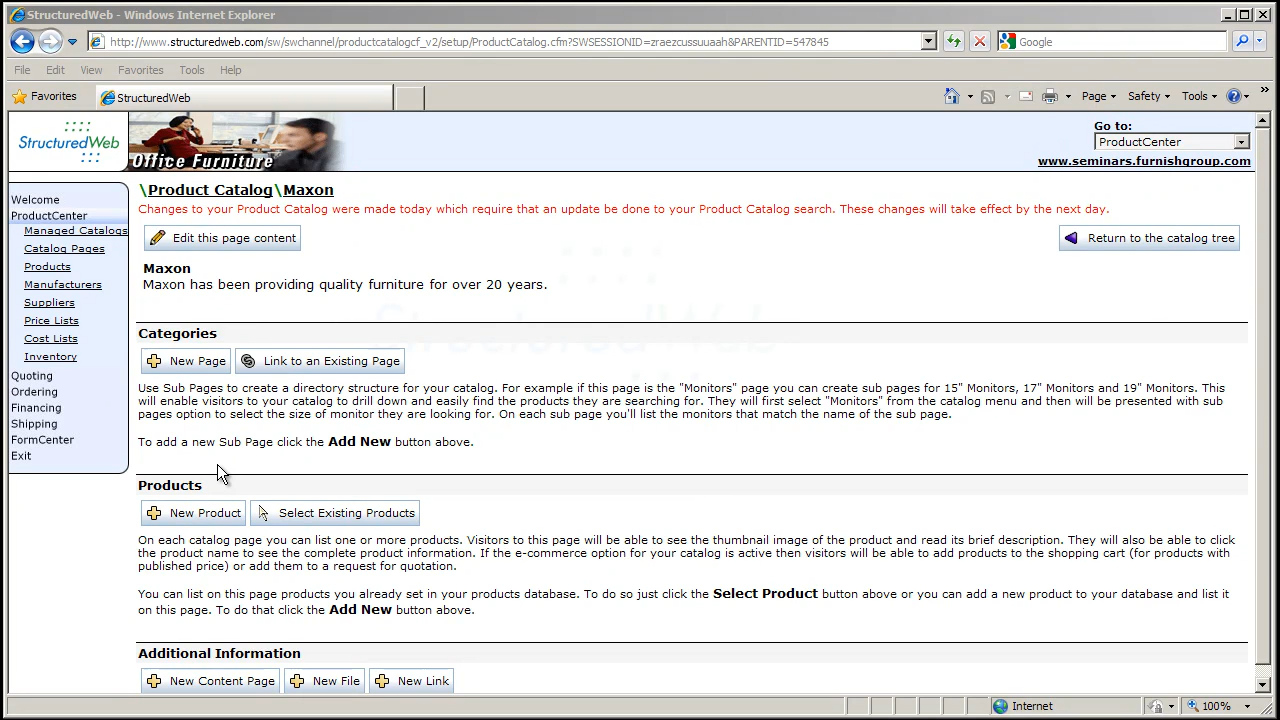 StructuredWeb - Windows Internet Explorer
http://www.structuredweb.com/sw/swchannel/productcatalogcf_v2/setup/ProductCatalog.cfm?SWSESSIONID=zraezcussuuaah&PARENTID=547845
Google
File Edit View Favorites Tools Help
Favorites StructuredWeb Page Safety Tools
StructuredWeb
Office Furniture
Go to:
ProductCenter
www.seminars.furnishgroup.com
Welcome
ProductCenter
Managed Catalogs
Catalog Pages
Products
Manufacturers
Suppliers
Price Lists
Cost Lists
Inventory
Quoting
Ordering
Financing
Shipping
FormCenter
Exit
\Product Catalog\Maxon
Changes to your Product Catalog were made today which require that an update be done to your Product Catalog search. These changes will take effect by the next day.
Edit this page content Return to the catalog tree
Maxon
Maxon has been providing quality furniture for over 20 years.
Categories
New Page Link to an Existing Page
Use Sub Pages to create a directory structure for your catalog. For example if this page is the "Monitors" page you can create sub pages for 15" Monitors, 17" Monitors and 19" Monitors. This
will enable visitors to your catalog to drill down and easily find the products they are searching for. They will first select "Monitors" from the catalog menu and then will be presented with sub
pages option to select the size of monitor they are looking for. On each sub page you'll list the monitors that match the name of the sub page.
To add a new Sub Page click the Add New button above.
Products
New Product Select Existing Products
On each catalog page you can list one or more products. Visitors to this page will be able to see the thumbnail image of the product and read its brief description. They will also be able to click
the product name to see the complete product information. If the e-commerce option for your catalog is active then visitors will be able to add products to the shopping cart (for products with
published price) or add them to a request for quotation.
You can list on this page products you already set in your products database. To do so just click the Select Product button above or you can add a new product to your database and list it
on this page. To do that click the Add New button above.
Additional Information
New Content Page New File New Link
Internet 100%